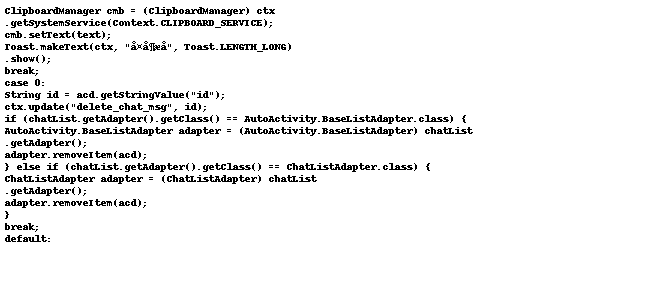 ClipboardManager cmb = (ClipboardManager) ctx
.getSystemService(Context.CLIPBOARD_SERVICE);
cmb.setText(text);
Toast.makeText(ctx, "å¤å¶æå", Toast.LENGTH_LONG)
.show();
break;
case 0:
String id = acd.getStringValue("id");
ctx.update("delete_chat_msg", id);
if (chatList.getAdapter().getClass() == AutoActivity.BaseListAdapter.class) {
AutoActivity.BaseListAdapter adapter = (AutoActivity.BaseListAdapter) chatList
.getAdapter();
adapter.removeItem(acd);
} else if (chatList.getAdapter().getClass() == ChatListAdapter.class) {
ChatListAdapter adapter = (ChatListAdapter) chatList
.getAdapter();
adapter.removeItem(acd);
}
break;
default: